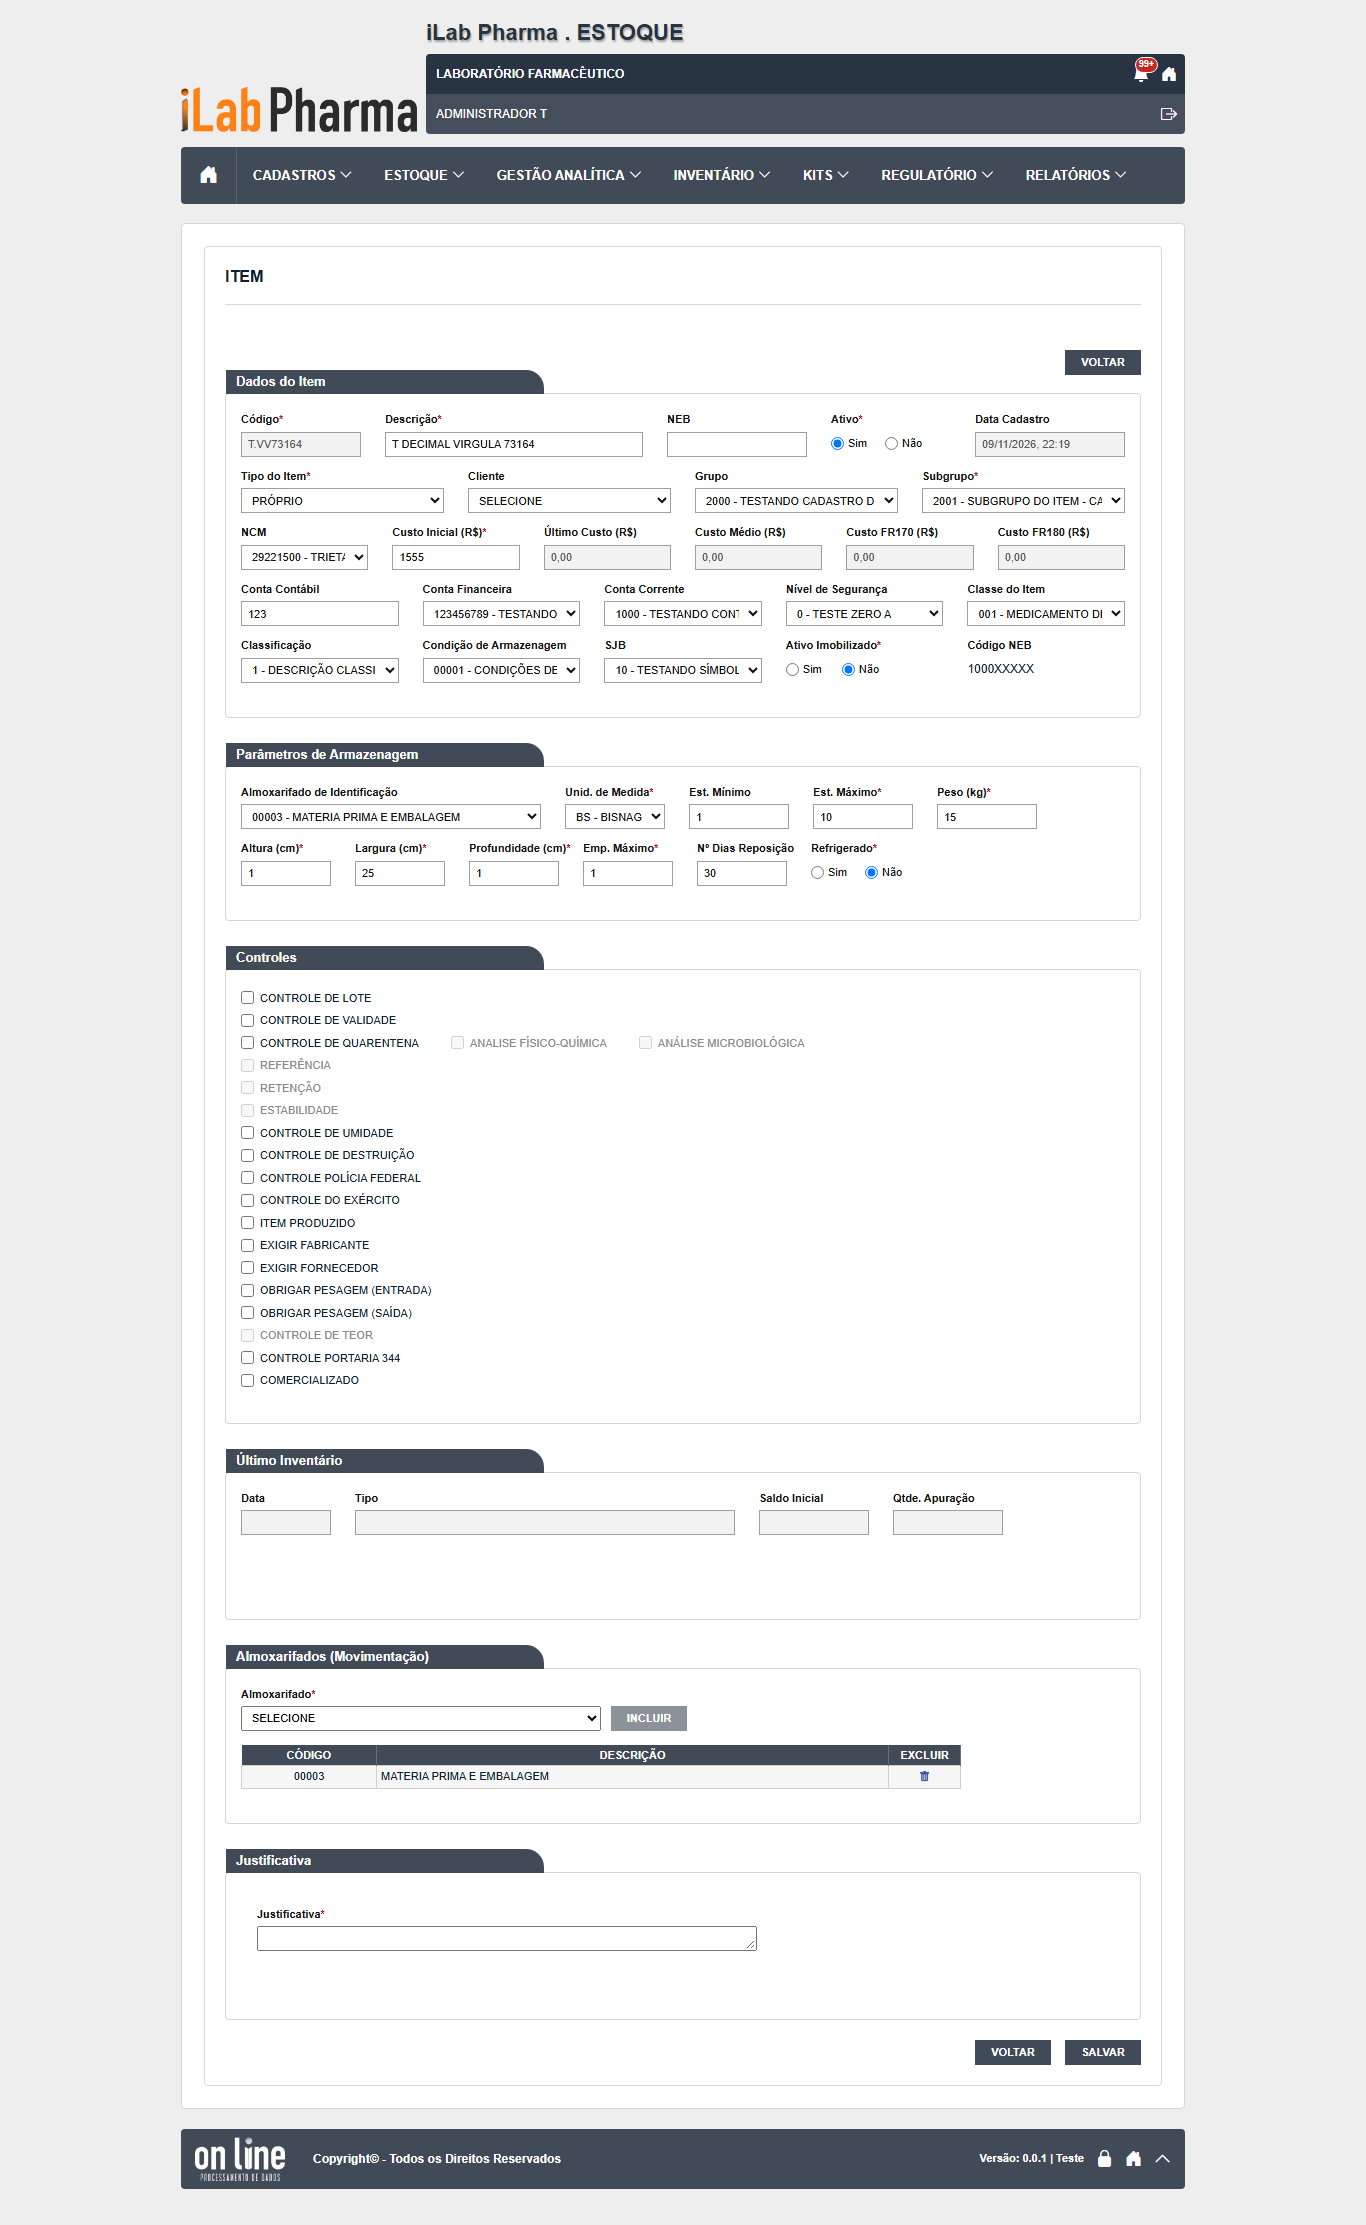 iLab Pharma . ESTOQUE
LABORATÓRIO FARMACÊUTICO
99+
iLab Pharma
ADMINISTRADOR T
CADASTROS ESTOQUE GESTÃO ANALÍTICA INVENTÁRIO KITS REGULATÓRIO RELATÓRIOS
ITEM
VOLTAR
Dados do Item
Código* Descrição* NEB Ativo* Data Cadastro
T.VV73164 T DECIMAL VIRGULA 73164 Sim Não 09/11/2026, 22:19
Tipo do Item* Cliente Grupo Subgrupo*
PRÓPRIO SELECIONE 2000 - TESTANDO CADASTRO D 2001 - SUBGRUPO DO ITEM - CA
NCM Custo Inicial (R$)* Último Custo (R$) Custo Médio (R$) Custo FR170 (R$) Custo FR180 (R$)
29221500 - TRIETA 1555 0,00 0,00 0,00 0,00
Conta Contábil Conta Financeira Conta Corrente Nível de Segurança Classe do Item
123 123456789 - TESTANDO 1000 - TESTANDO CONT 0 - TESTE ZERO A 001 - MEDICAMENTO DI
Classificação Condição de Armazenagem SJB Ativo Imobilizado* Código NEB
1 - DESCRIÇÃO CLASSI 00001 - CONDIÇÕES DE 10 - TESTANDO SÍMBOL Sim Não 1000XXXXX
Parâmetros de Armazenagem
Almoxarifado de Identificação Unid. de Medida* Est. Mínimo Est. Máximo* Peso (kg)*
00003 - MATERIA PRIMA E EMBALAGEM BS - BISNAG 1 10 15
Altura (cm)* Largura (cm)* Profundidade (cm)* Emp. Máximo* Nº Dias Reposição Refrigerado*
1 25 1 1 30 Sim Não
Controles
CONTROLE DE LOTE
CONTROLE DE VALIDADE
CONTROLE DE QUARENTENA ANALISE FÍSICO-QUÍMICA ANÁLISE MICROBIOLÓGICA
REFERÊNCIA
RETENÇÃO
ESTABILIDADE
CONTROLE DE UMIDADE
CONTROLE DE DESTRUIÇÃO
CONTROLE POLÍCIA FEDERAL
CONTROLE DO EXÉRCITO
ITEM PRODUZIDO
EXIGIR FABRICANTE
EXIGIR FORNECEDOR
OBRIGAR PESAGEM (ENTRADA)
OBRIGAR PESAGEM (SAÍDA)
CONTROLE DE TEOR
CONTROLE PORTARIA 344
COMERCIALIZADO
Último Inventário
Data Tipo Saldo Inicial Qtde. Apuração
Almoxarifados (Movimentação)
Almoxarifado*
SELECIONE INCLUIR
CÓDIGO DESCRIÇÃO EXCLUIR
00003 MATERIA PRIMA E EMBALAGEM
Justificativa
Justificativa*
VOLTAR SALVAR
on line
PROCESSAMENTO DE DADOS
Copyright© - Todos os Direitos Reservados
Versão: 0.0.1 | Teste